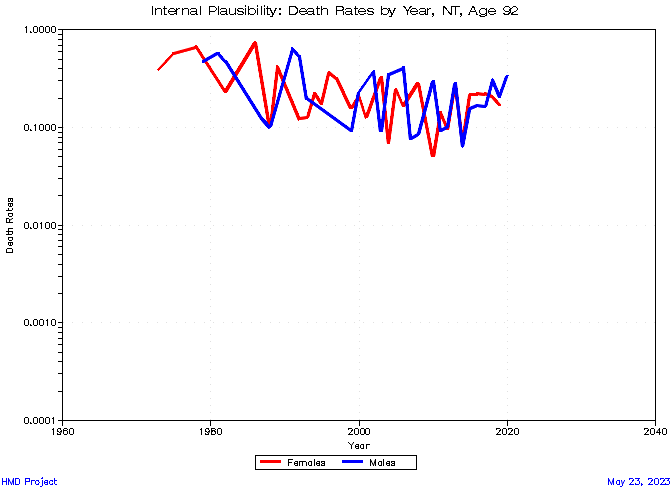 Internal Plausibility: Death Rates by Year, NT, Age 92
1.0000
0.1000
0.0100
0.0010
0.0001
Death Rates
1960
1980
2000
2020
2040
Year
Females
Males
HMD Project
May 23, 2023